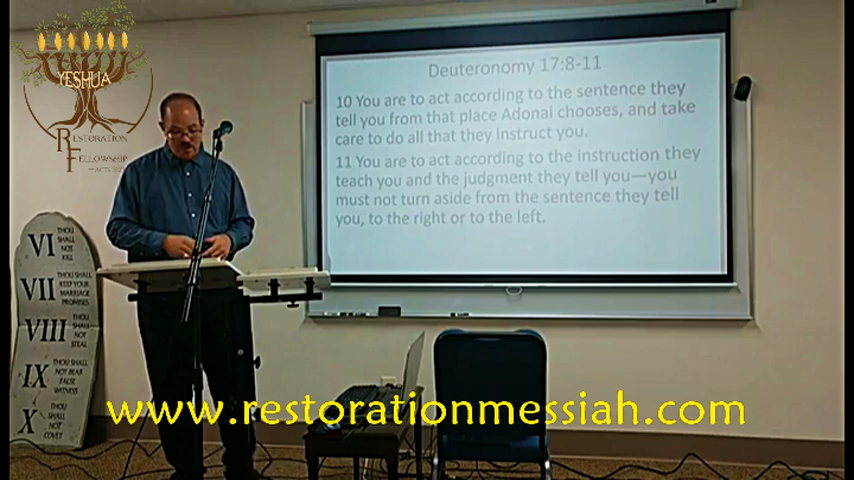 YESHUA
RESTORATION
FELLOWSHIP
Deuteronomy 17:8-11
10 You are to act according to the sentence they
tell you from that place Adonai chooses, and take
care to do all that they instruct you.
11 You are to act according to the instruction they
teach you and the judgment they tell you—you
must not turn aside from the sentence they tell
you, to the right or to the left.
VI THOU
SHALL
NOT
KILL
VII THOU SHALL
KEEP YOUR
MARRIAGE
PROMISES
VIII THOU
SHALL
NOT
STEAL
IX THOU
SHALL
NOT BEAR
FALSE
WITNESS
X THOU
SHALL
NOT
COVET
www.restorationmessiah.com